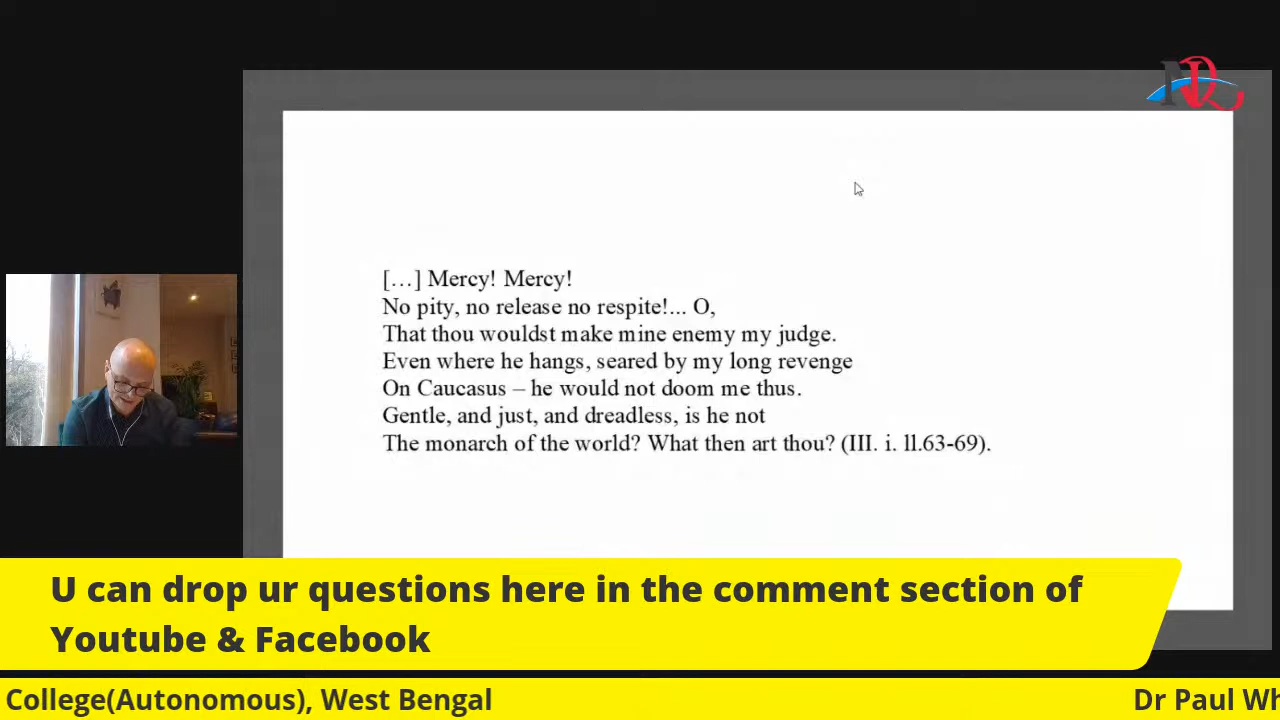 […] Mercy! Mercy!
No pity, no release no respite!... O,
That thou wouldst make mine enemy my judge.
Even where he hangs, seared by my long revenge
On Caucasus – he would not doom me thus.
Gentle, and just, and dreadless, is he not
The monarch of the world? What then art thou? (III. i. ll.63-69).
U can drop ur questions here in the comment section of
Youtube & Facebook
College(Autonomous), West Bengal
Dr Paul Wh